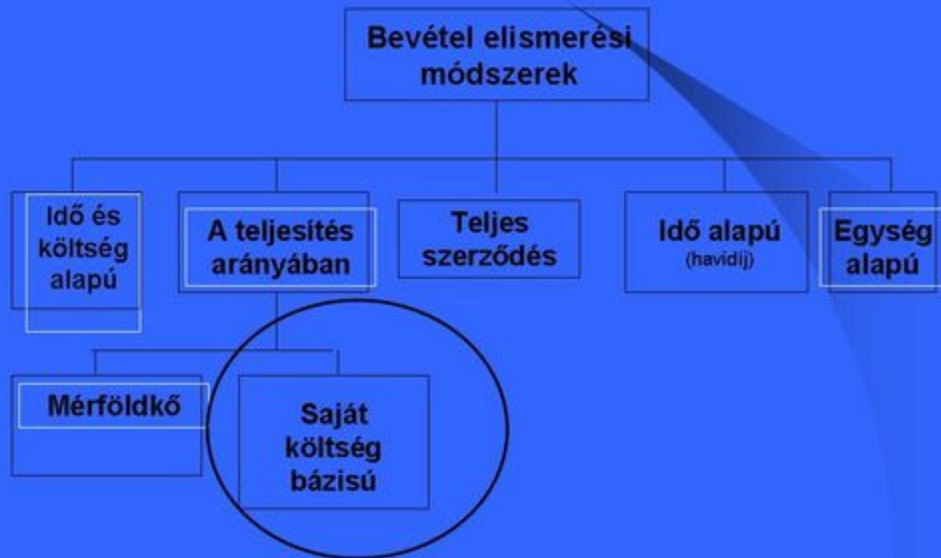 Bevétel elismerési
módszerek
Idő és
költség
alapú
A teljesítés
arányában
Teljes
szerződés
Idő alapú
(havidij)
Egység
alapú
Mérföldkő
Saját
költség
bázisú